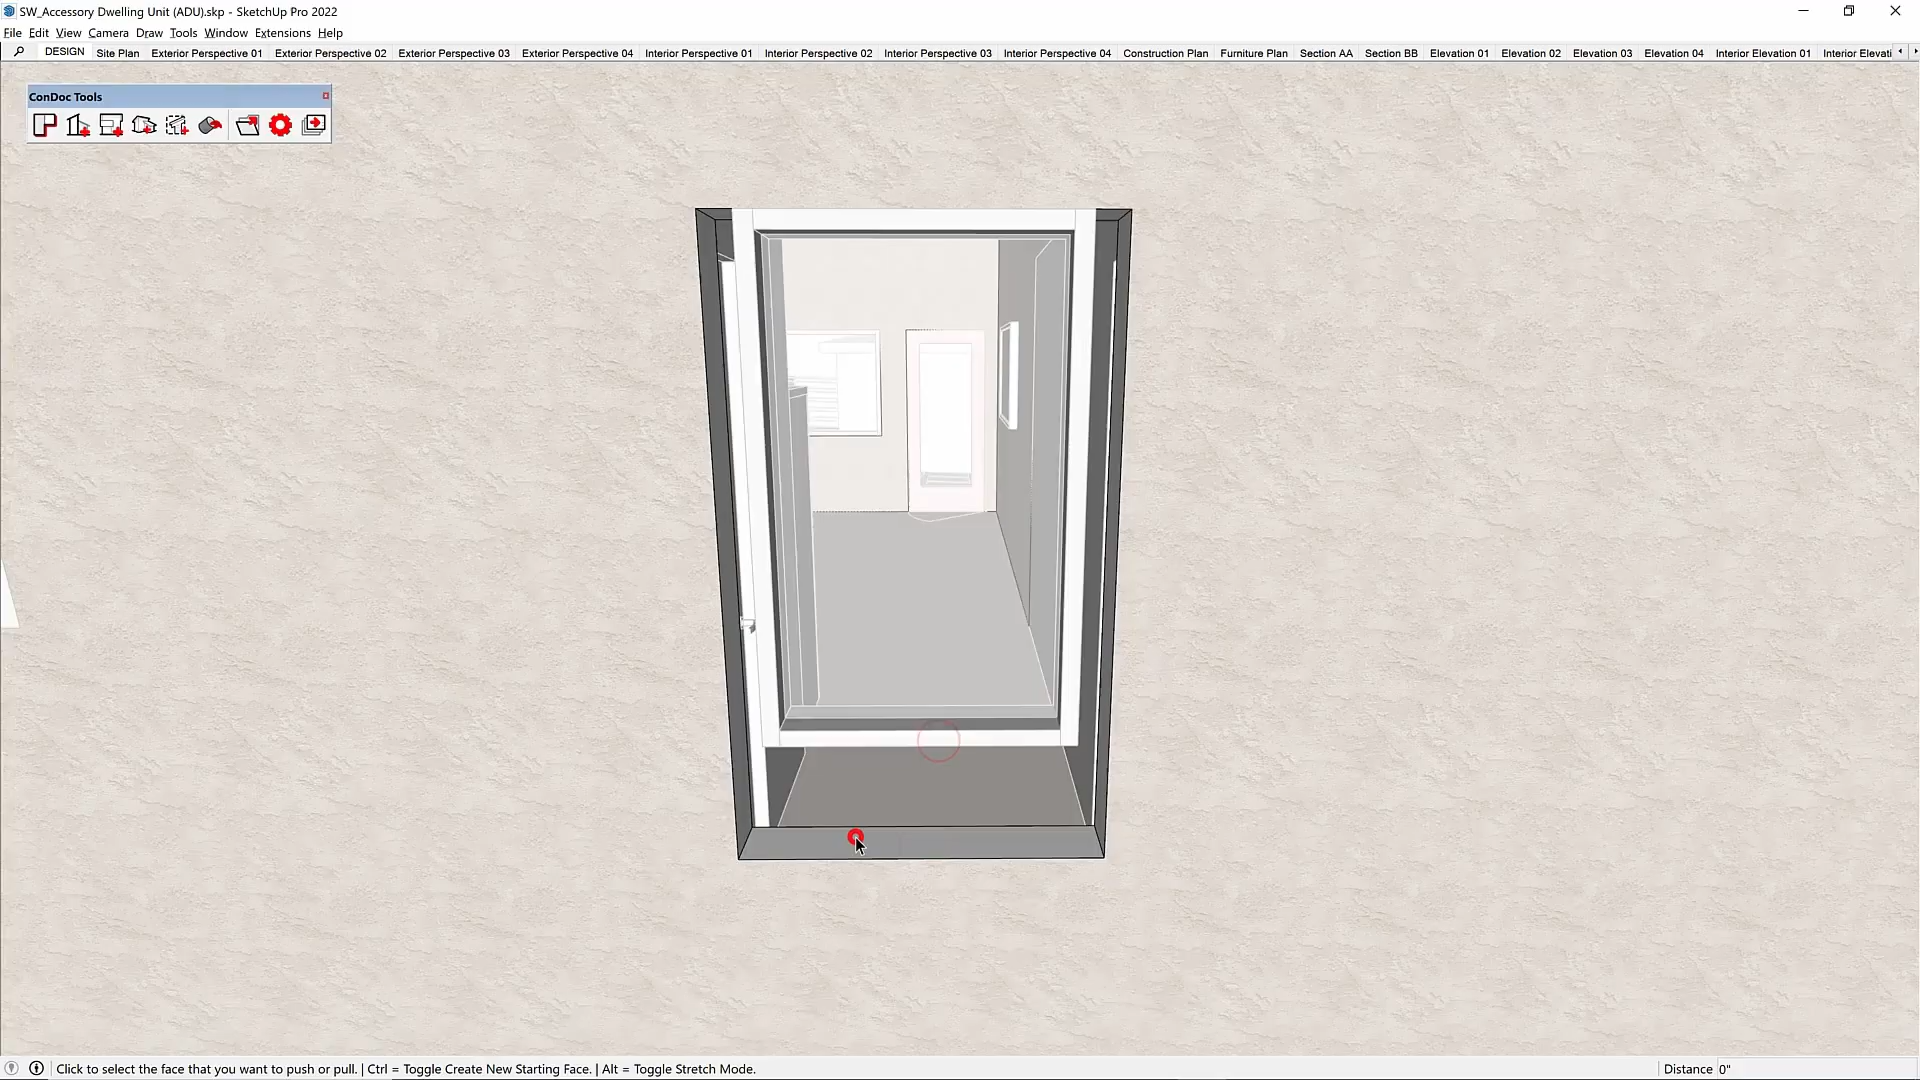 SW_Accessory Dwelling Unit (ADU).skp - SketchUp Pro 2022
File Edit View Camera Draw Tools Window Extensions Help
DESIGN Site Plan Exterior Perspective 01 Exterior Perspective 02 Exterior Perspective 03 Exterior Perspective 04 Interior Perspective 01 Interior Perspective 02 Interior Perspective 03 Interior Perspective 04 Construction Plan Furniture Plan Section AA Section BB Elevation 01 Elevation 02 Elevation 03 Elevation 04 Interior Elevation 01 Interior Elevati
ConDoc Tools
Click to select the face that you want to push or pull. | Ctrl = Toggle Create New Starting Face. | Alt = Toggle Stretch Mode.
Distance 0"